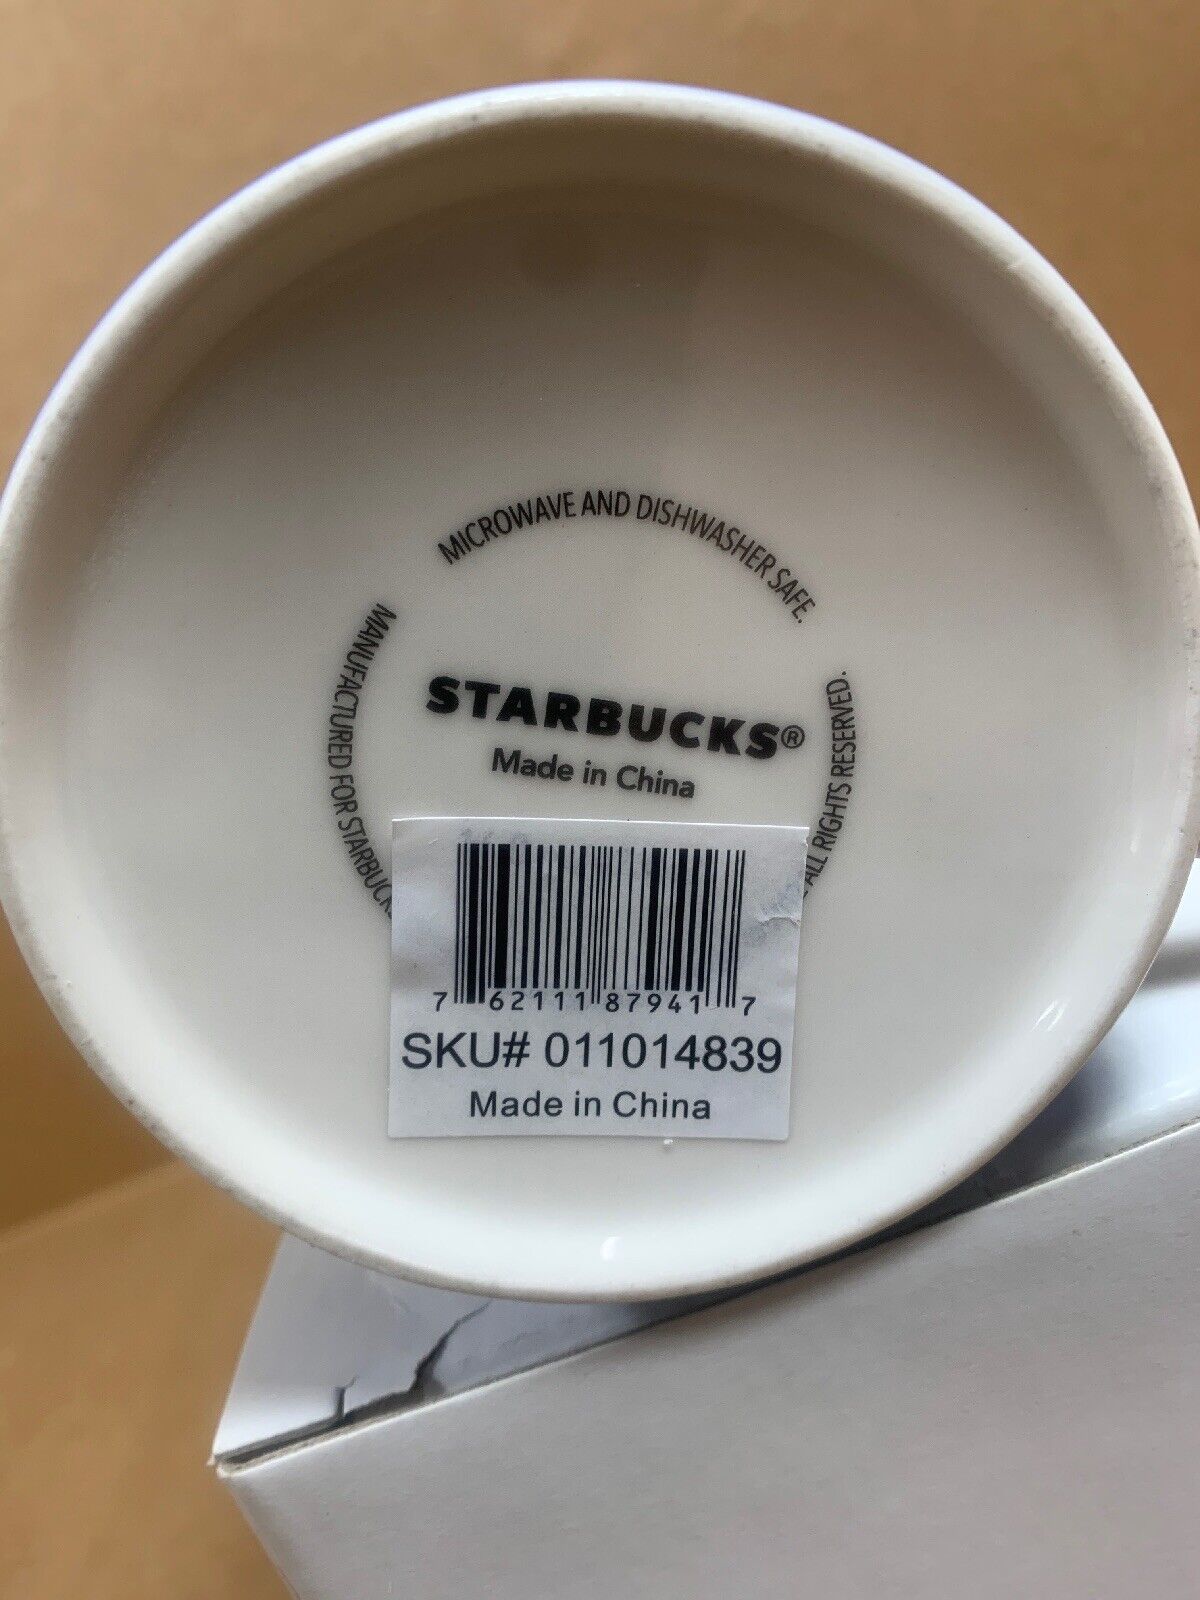 MICROWAVE AND DISHWASHER SAFE.
STARBUCKS®
Made in China
MANUFACTURED FOR
ALL RIGHTS RESERVED.
7 62111 87941 7
SKU# 011014839
Made in China